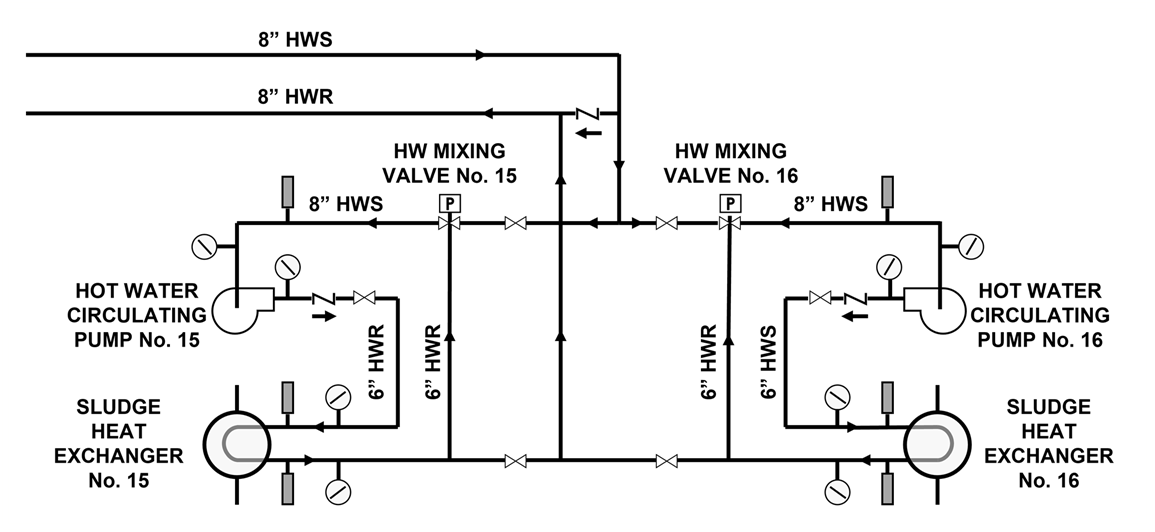 8” HWS
8” HWR
HW MIXING
VALVE No. 15
HW MIXING
VALVE No. 16
P
P
8” HWS
8” HWS
HOT WATER
CIRCULATING
PUMP No. 15
HOT WATER
CIRCULATING
PUMP No. 16
6” HWR
6” HWR
6” HWR
6” HWS
SLUDGE
HEAT
EXCHANGER
No. 15
SLUDGE
HEAT
EXCHANGER
No. 16